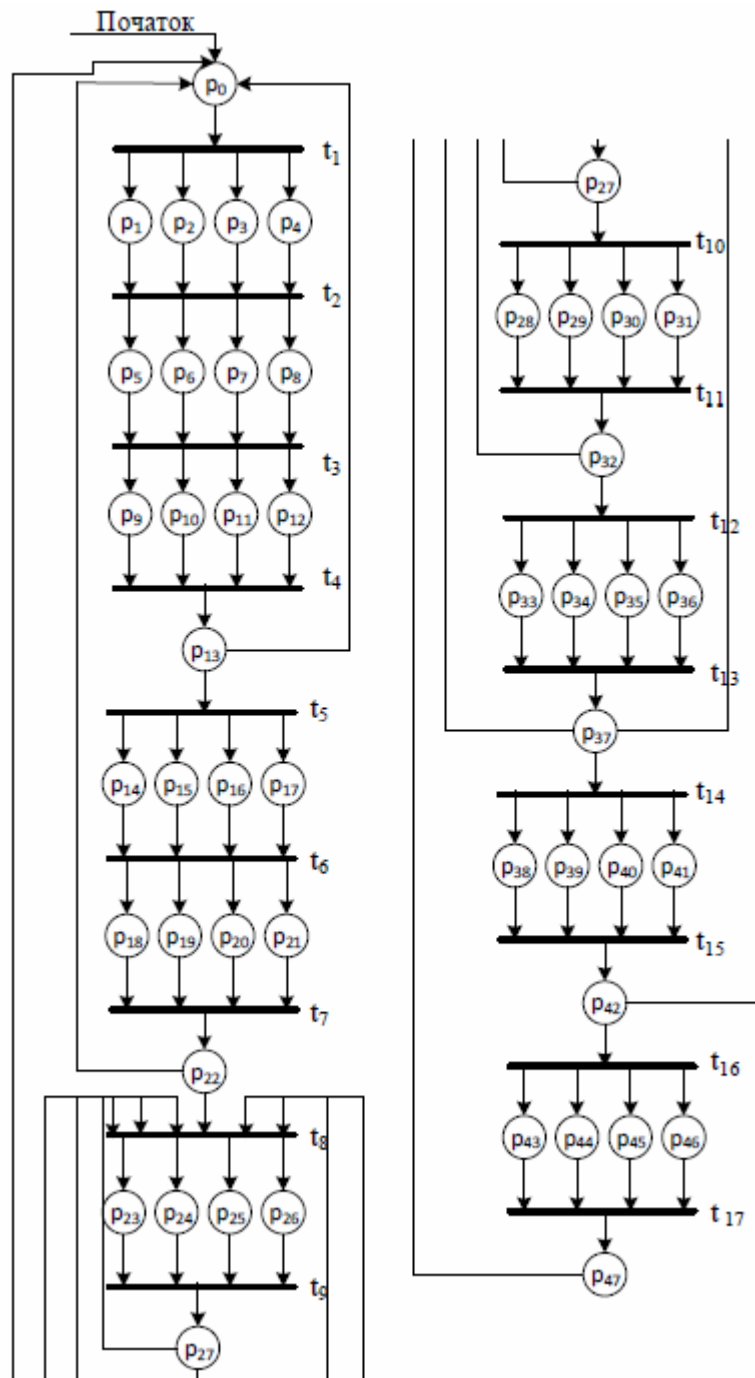 Початок
p0
t1
p1 p2 p3 p4
t2
p5 p6 p7 p8
t3
p9 p10 p11 p12
t4
p13
t5
p14 p15 p16 p17
t6
p18 p19 p20 p21
t7
p22
t8
p23 p24 p25 p26
t9
p27
p27
t10
p28 p29 p30 p31
t11
p32
t12
p33 p34 p35 p36
t13
p37
t14
p38 p39 p40 p41
t15
p42
t16
p43 p44 p45 p46
t17
p47